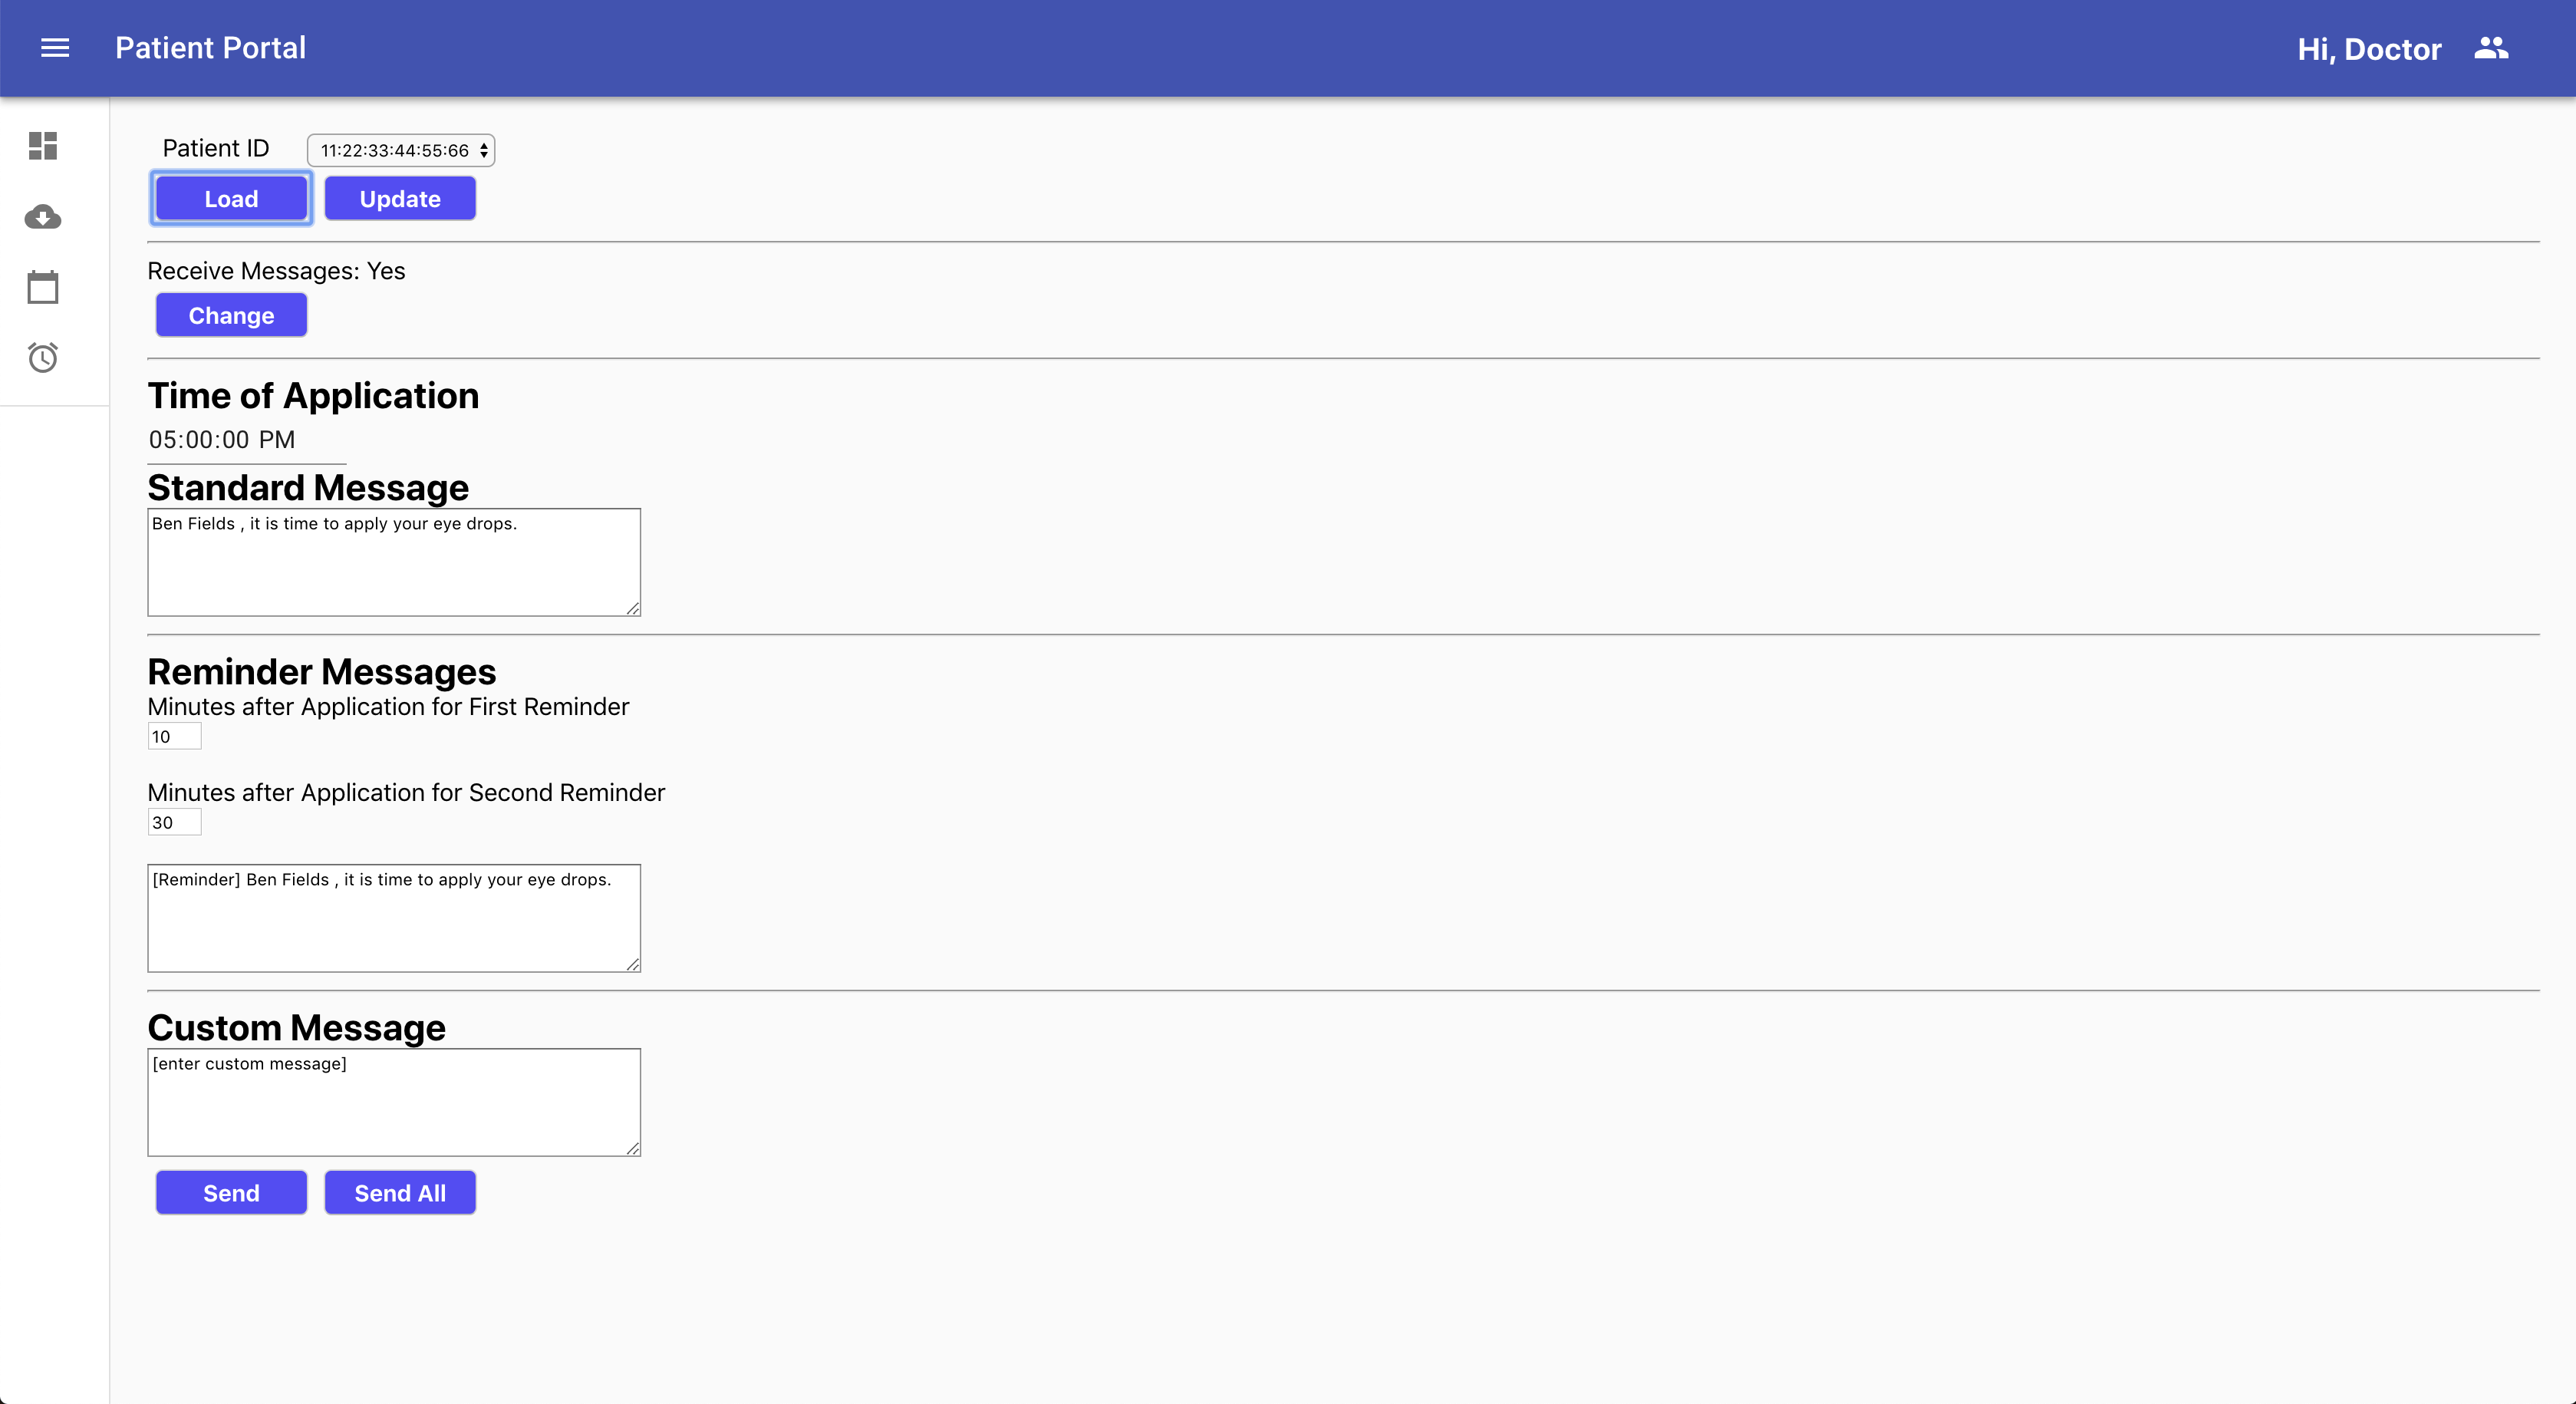 Patient Portal
Hi, Doctor
Patient ID 11:22:33:44:55:66
Load Update
Receive Messages: Yes
Change
Time of Application
05:00:00 PM
Standard Message
Ben Fields , it is time to apply your eye drops.
Reminder Messages
Minutes after Application for First Reminder
10
Minutes after Application for Second Reminder
30
[Reminder] Ben Fields , it is time to apply your eye drops.
Custom Message
[enter custom message]
Send Send All